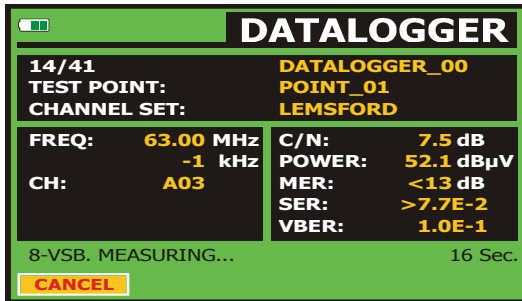 DATALOGGER
14/41 DATALOGGER_00
TEST POINT: POINT_01
CHANNEL SET: LEMSFORD
FREQ: 63.00 MHz
-1 kHz
CH: A03
C/N: 7.5 dB
POWER: 52.1 dBµV
MER: <13 dB
SER: >7.7E-2
VBER: 1.0E-1
8-VSB. MEASURING... 16 Sec.
CANCEL